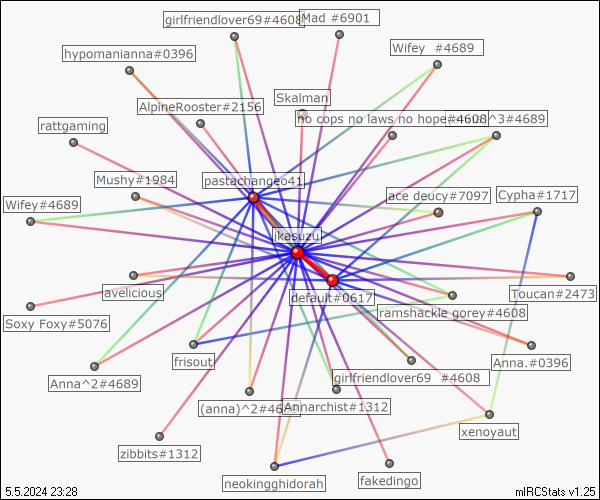 girlfriendlover69#4608
Mad #6901
hypomanianna#0396
Wifey  #4689
Skalman
AlpineRooster#2156
no cops no laws no hope#4608
^3#4689
rattgaming
Mushy#1984
pastachange41
ace deucy#7097
Cypha#1717
Wifey#4689
ikasuzu
avelicious
default#0617
Toucan#2473
Soxy Foxy#5076
ramshackle gorey#4608
frisout
Anna.#0396
Anna^2#4689
girlfriendlover69  #4608
(anna)^2#46
Annarchist#1312
xenoyaut
zibbits#1312
neokingghidorah
fakedingo
5.5.2024 23:28
mIRCStats v1.25